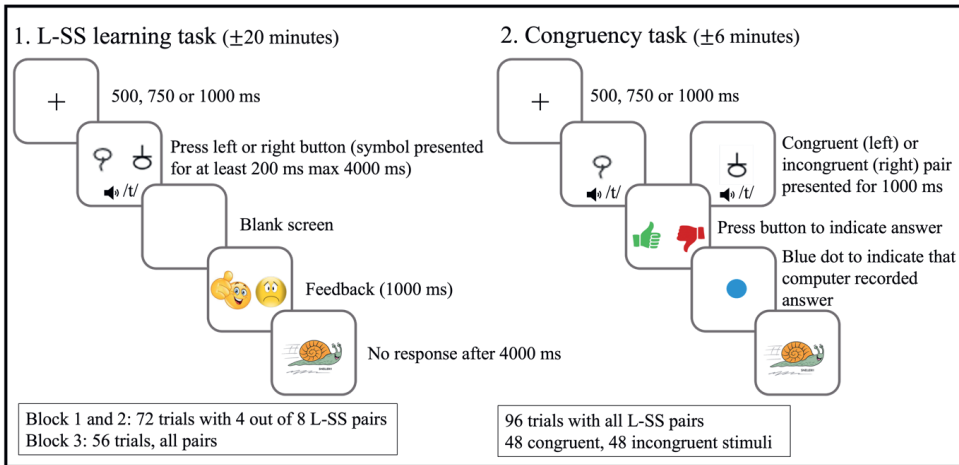 1. L-SS learning task (±20 minutes)
500, 750 or 1000 ms
Press left or right button (symbol presented
for at least 200 ms max 4000 ms)
/t/
Blank screen
Feedback (1000 ms)
No response after 4000 ms
Block 1 and 2: 72 trials with 4 out of 8 L-SS pairs
Block 3: 56 trials, all pairs
2. Congruency task (±6 minutes)
500, 750 or 1000 ms
Congruent (left) or
incongruent (right) pair
presented for 1000 ms
/t/
/t/
Press button to indicate answer
Blue dot to indicate that
computer recorded
answer
96 trials with all L-SS pairs
48 congruent, 48 incongruent stimuli